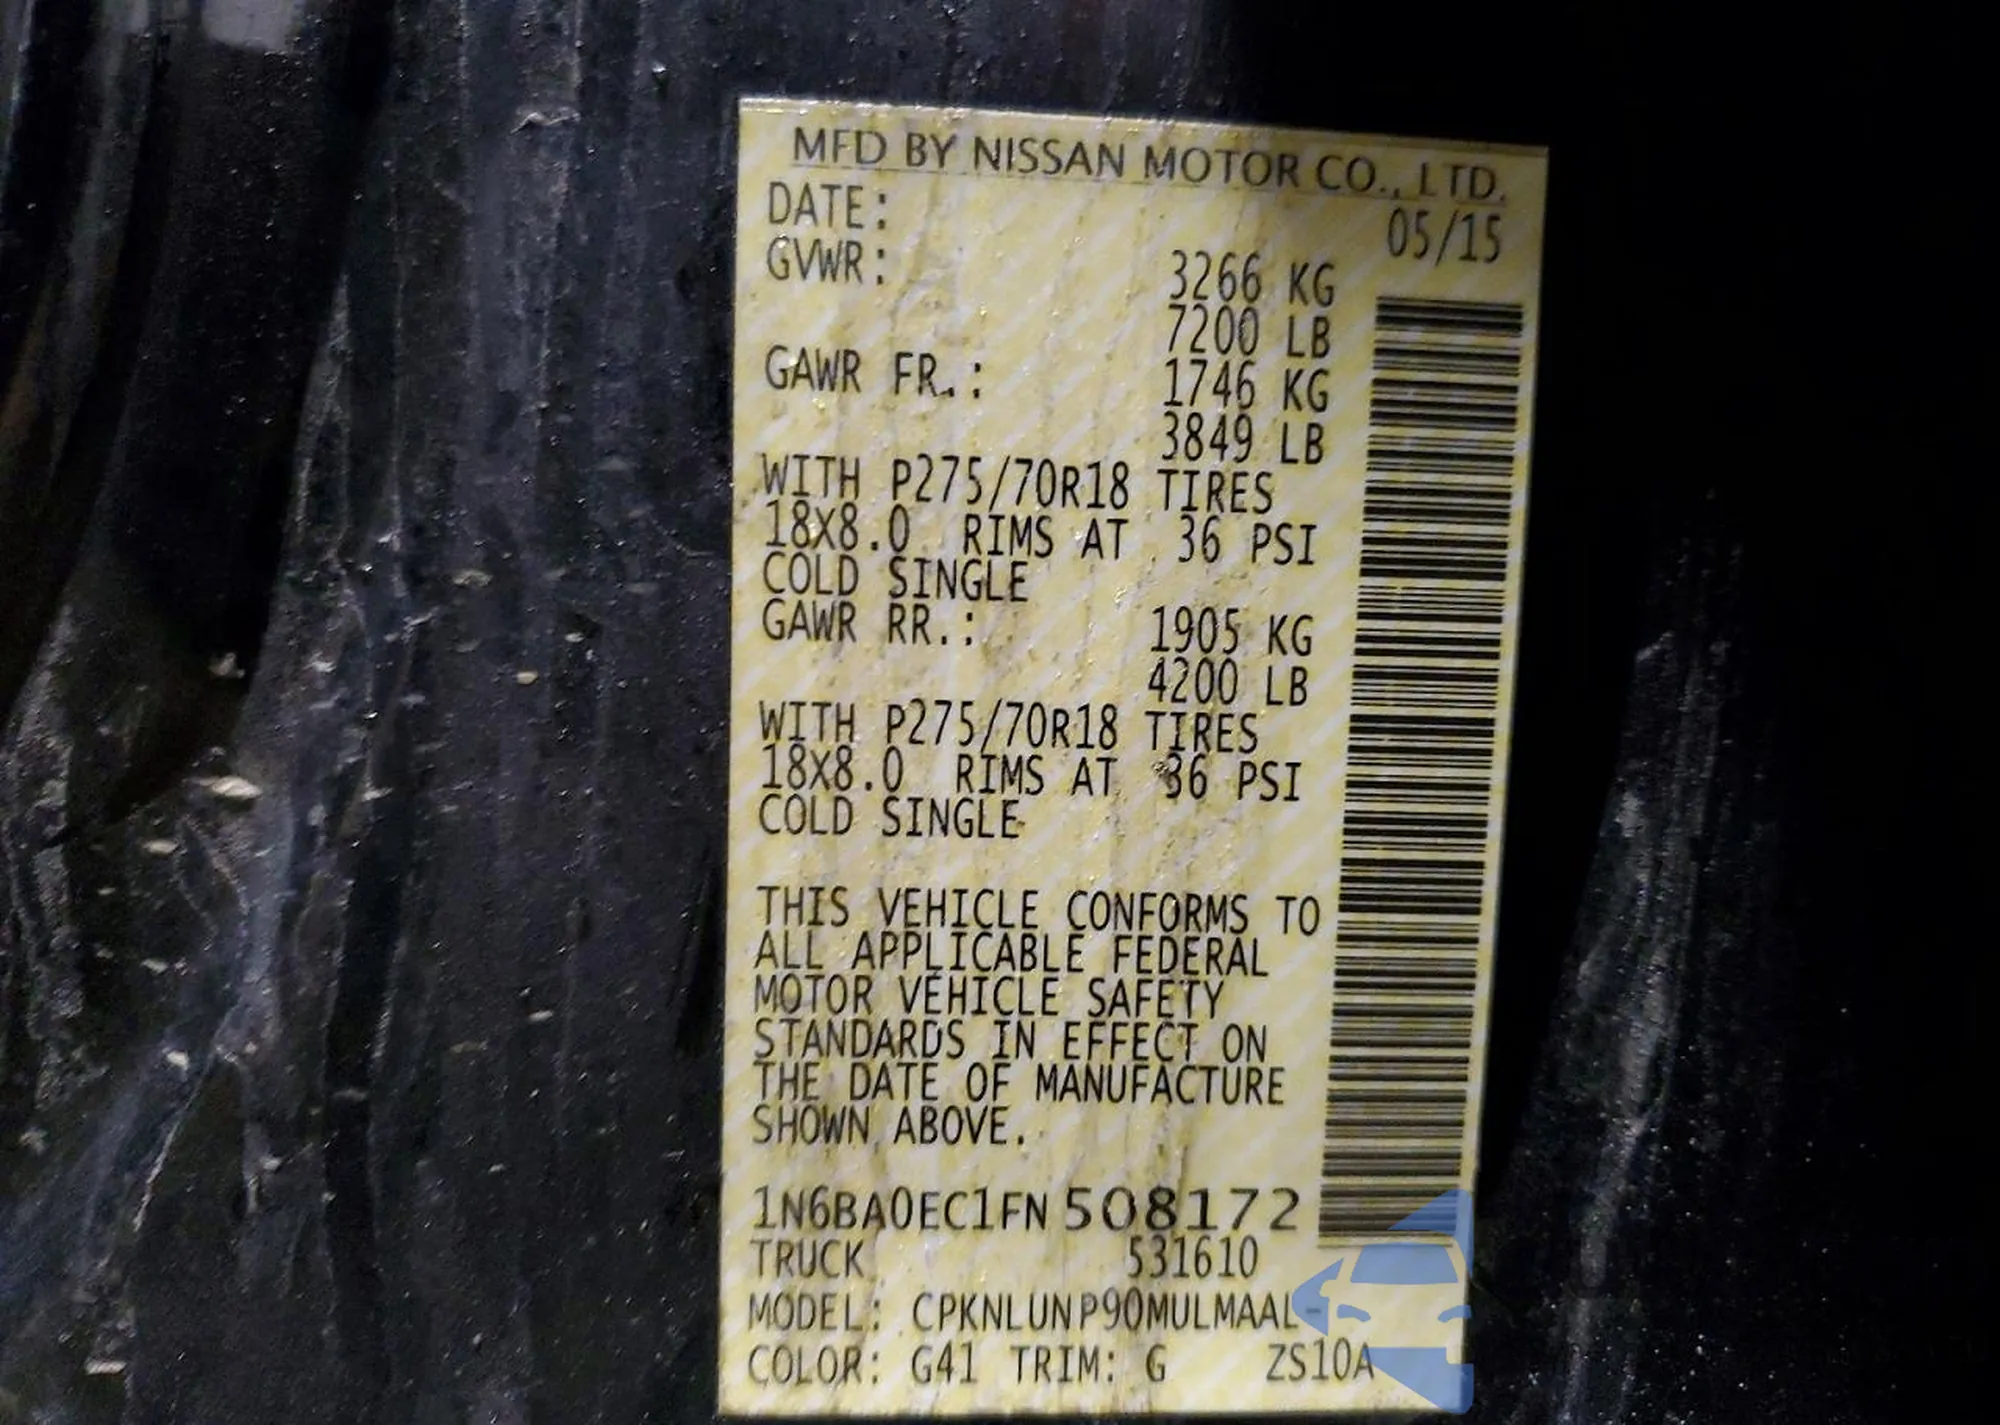 MFD BY NISSAN MOTOR CO., LTD.
DATE: 05/15
GVWR: 3266 KG
7200 LB
GAWR FR.: 1746 KG
3849 LB
WITH P275/70R18 TIRES
18X8.0 RIMS AT 36 PSI
COLD SINGLE
GAWR RR.: 1905 KG
4200 LB
WITH P275/70R18 TIRES
18X8.0 RIMS AT 36 PSI
COLD SINGLE
THIS VEHICLE CONFORMS TO
ALL APPLICABLE FEDERAL
MOTOR VEHICLE SAFETY
STANDARDS IN EFFECT ON
THE DATE OF MANUFACTURE
SHOWN ABOVE.
1N6BA0EC1FN508172
TRUCK 531610
MODEL: CPKNLUNP90MULMAAL-
COLOR: G41 TRIM: G ZS10A